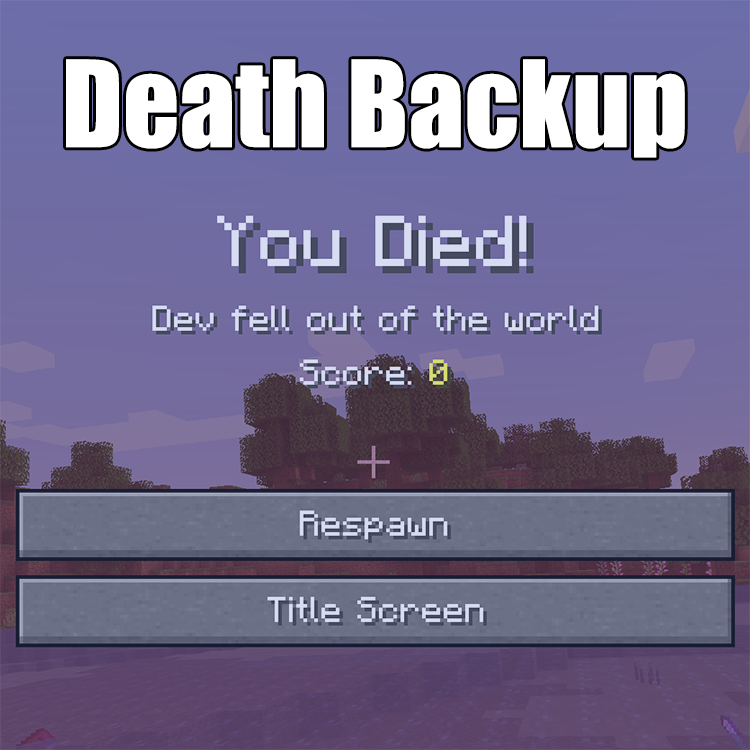 Death Backup
You Died!
Dev fell out of the world
Score: 0
Respawn
Title Screen